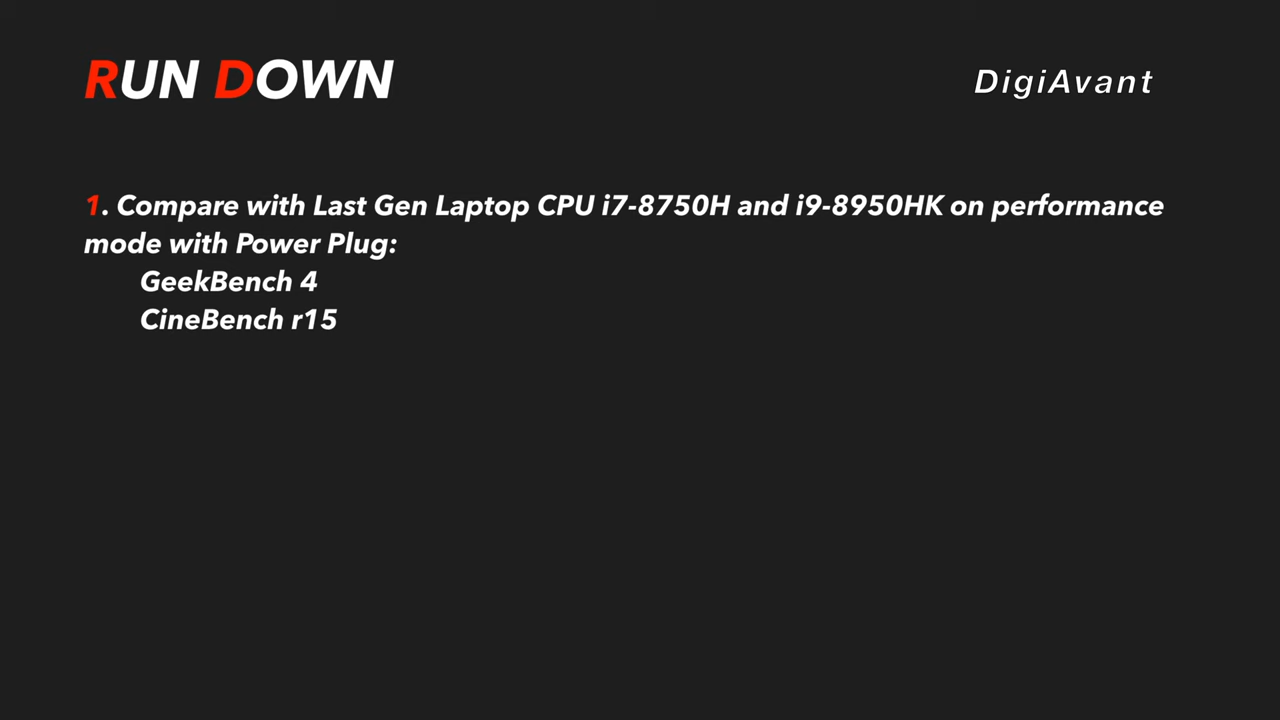 RUN DOWN
DigiAvant
1. Compare with Last Gen Laptop CPU i7-8750H and i9-8950HK on performance
mode with Power Plug:
GeekBench 4
CineBench r15